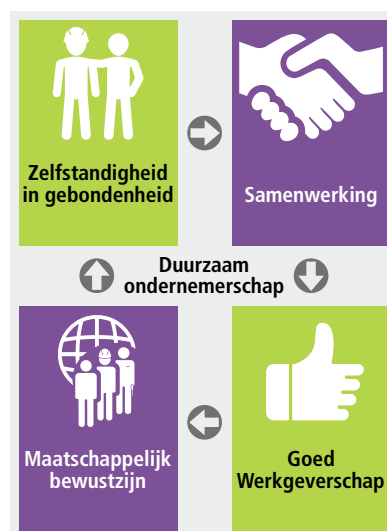 Zelfstandigheid
in gebondenheid
Samenwerking
Duurzaam
ondernemerschap
Maatschappelijk
bewustzijn
Goed
Werkgeverschap